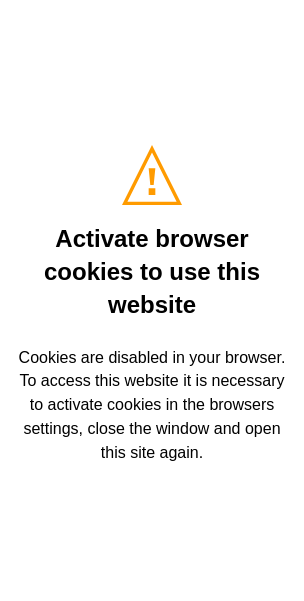 Activate browser
cookies to use this
website
Cookies are disabled in your browser.
To access this website it is necessary
to activate cookies in the browsers
settings, close the window and open
this site again.